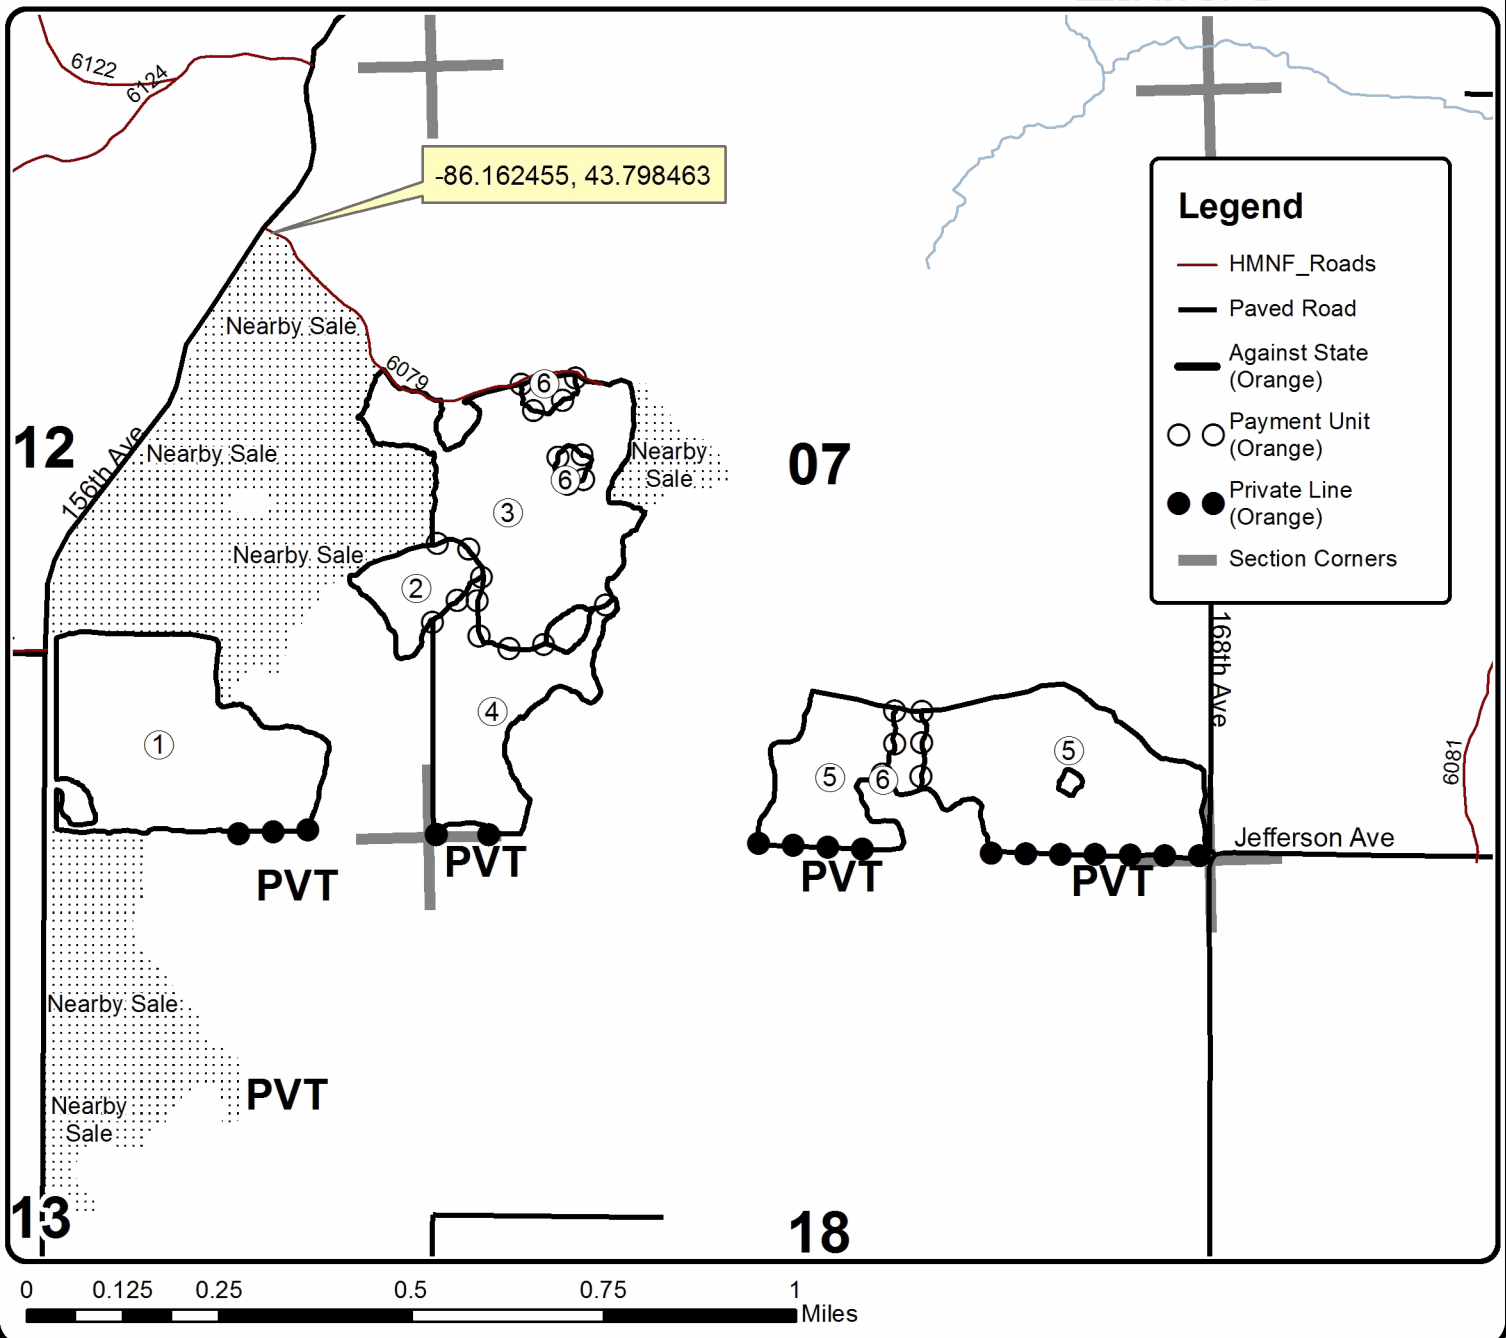 6122
6124
-86.162455, 43.798463
Legend
HMNF_Roads
Paved Road
Against State
(Orange)
Payment Unit
(Orange)
Private Line
(Orange)
Section Corners
Nearby Sale
6079
6
12
156th Ave
Nearby Sale
Nearby
Sale
07
6
3
Nearby Sale
2
168th Ave
4
1
5
6
5
6081
Jefferson Ave
PVT
PVT
PVT
PVT
Nearby Sale
PVT
Nearby
Sale
13
18
0 0.125 0.25 0.5 0.75 1
Miles